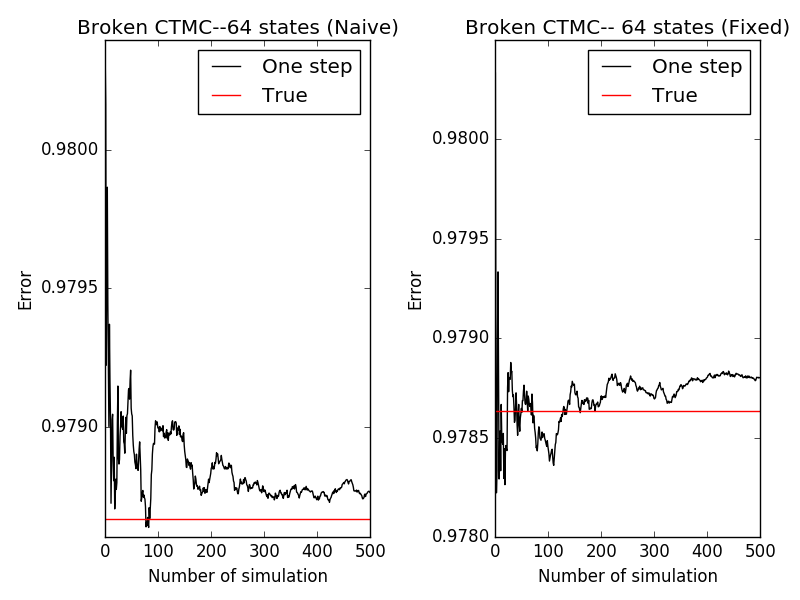 Broken CTMC--64 states (Naive)
One step
True
0.9800
0.9795
0.9790
Error
0 100 200 300 400 500
Number of simulation
Broken CTMC-- 64 states (Fixed)
One step
True
0.9800
0.9795
0.9790
0.9785
0.9780
Error
0 100 200 300 400 500
Number of simulation